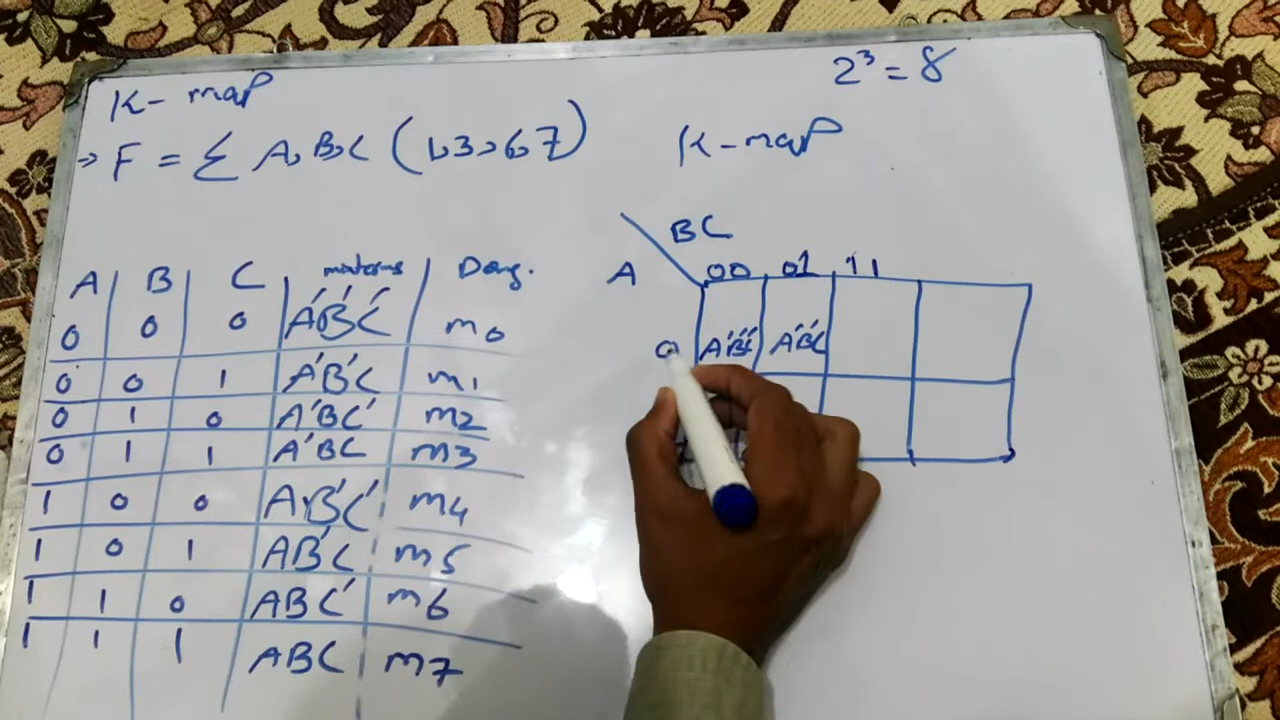 K-map
2³ = 8
→ F = Σ A,B,C (1,3,6,7)
K-map
BC
A
00 01 11
0 A'B'C' A'B'C
A B C minterms Desg.
0 0 0 A'B'C' m0
0 0 1 A'B'C m1
0 1 0 A'BC' m2
0 1 1 A'BC m3
1 0 0 AB'C' m4
1 0 1 AB'C m5
1 1 0 ABC' m6
1 1 1 ABC m7